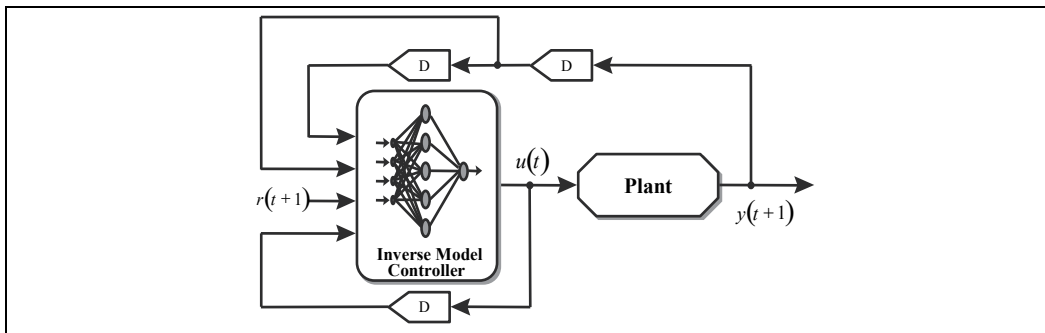 D
D
u(t)
r(t+1)
Plant
y(t+1)
Inverse Model
Controller
D